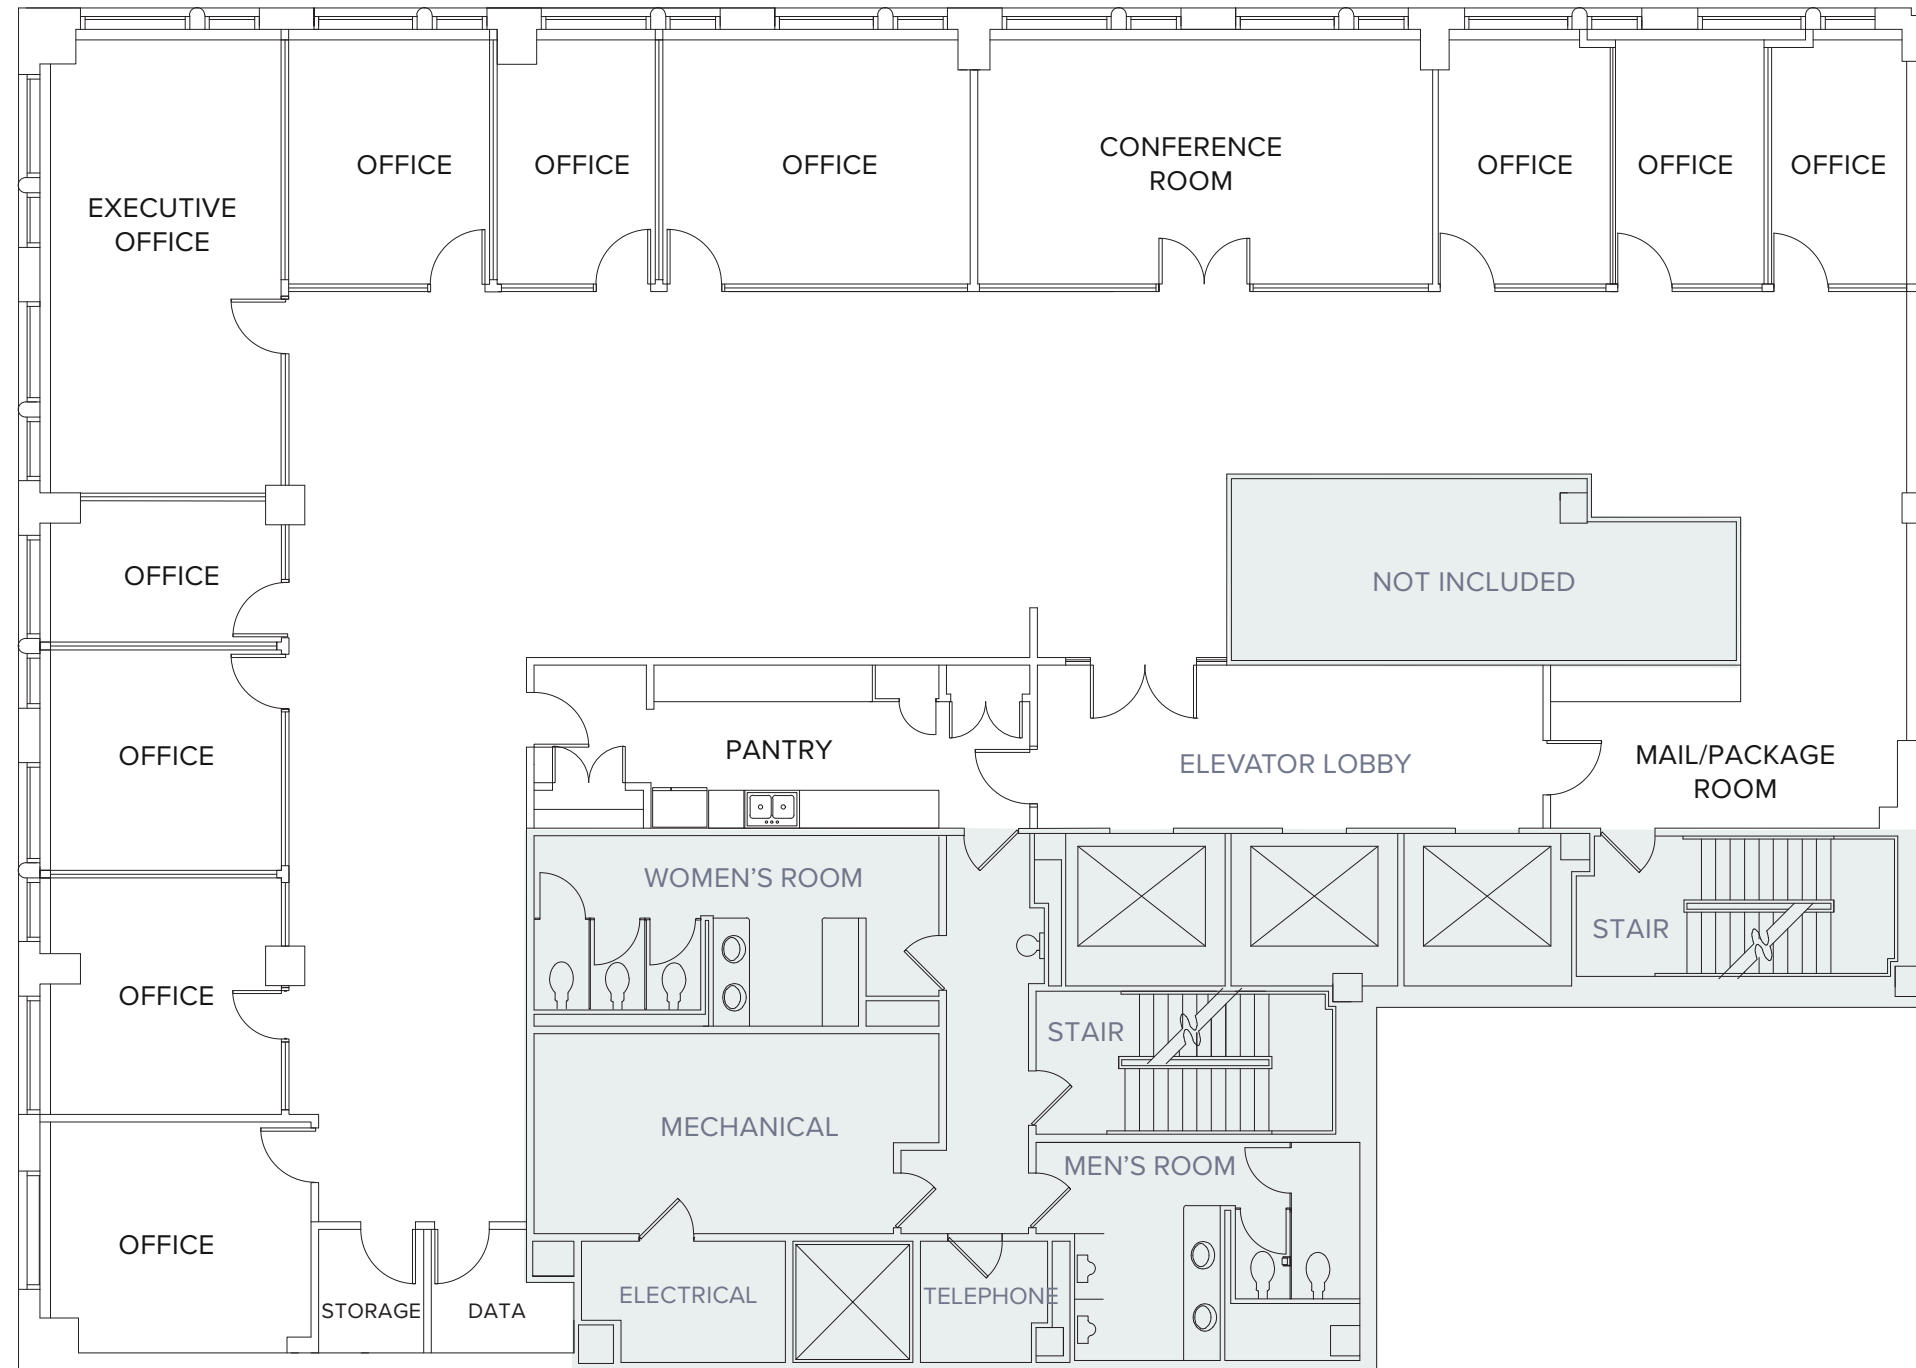 OFFICE
OFFICE
OFFICE
CONFERENCE
ROOM
OFFICE
OFFICE
OFFICE
EXECUTIVE
OFFICE
OFFICE
NOT INCLUDED
OFFICE
PANTRY
ELEVATOR LOBBY
MAIL/PACKAGE
ROOM
WOMEN’S ROOM
STAIR
OFFICE
STAIR
MECHANICAL
MEN’S ROOM
OFFICE
STORAGE
DATA
ELECTRICAL
TELEPHONE